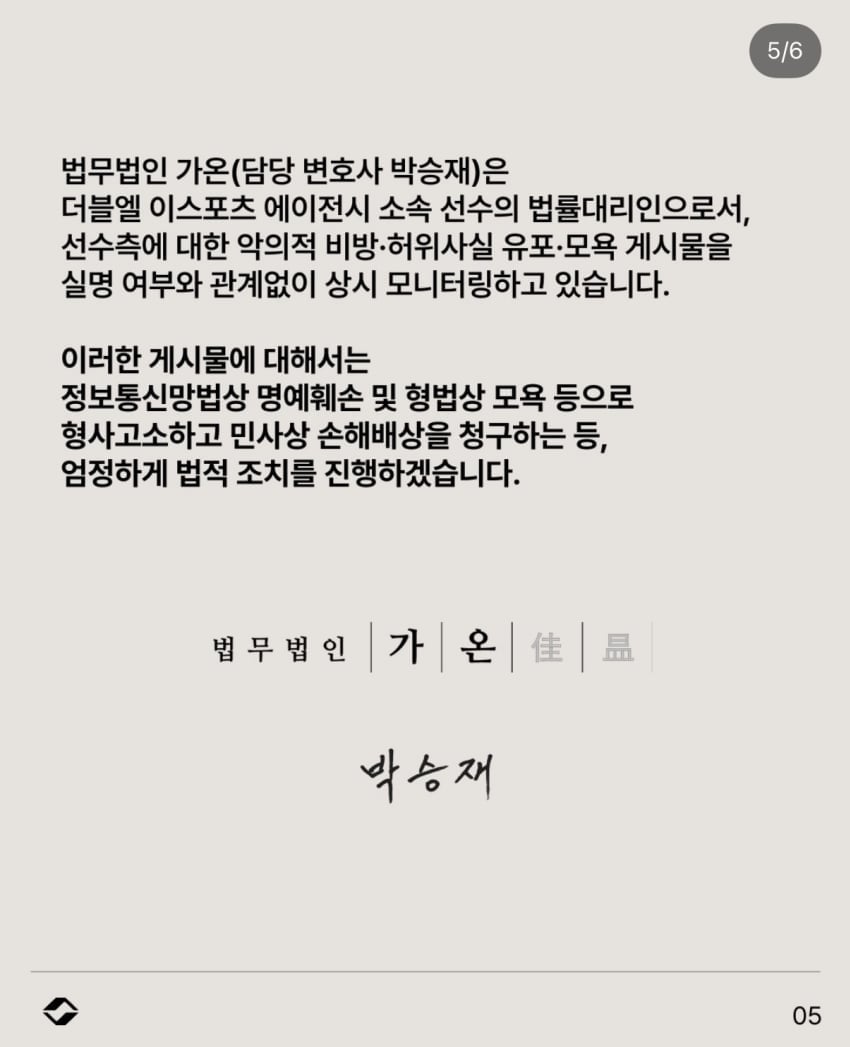 5/6
법무법인 가온(담당 변호사 박승재)은
더블엘 이스포츠 에이전시 소속 선수의 법률대리인으로서,
선수측에 대한 악의적 비방·허위사실 유포·모욕 게시물을
실명 여부와 관계없이 상시 모니터링하고 있습니다.
이러한 게시물에 대해서는
정보통신망법상 명예훼손 및 형법상 모욕 등으로
형사고소하고 민사상 손해배상을 청구하는 등,
엄정하게 법적 조치를 진행하겠습니다.
법무법인 가온 佳昷
박승재
05